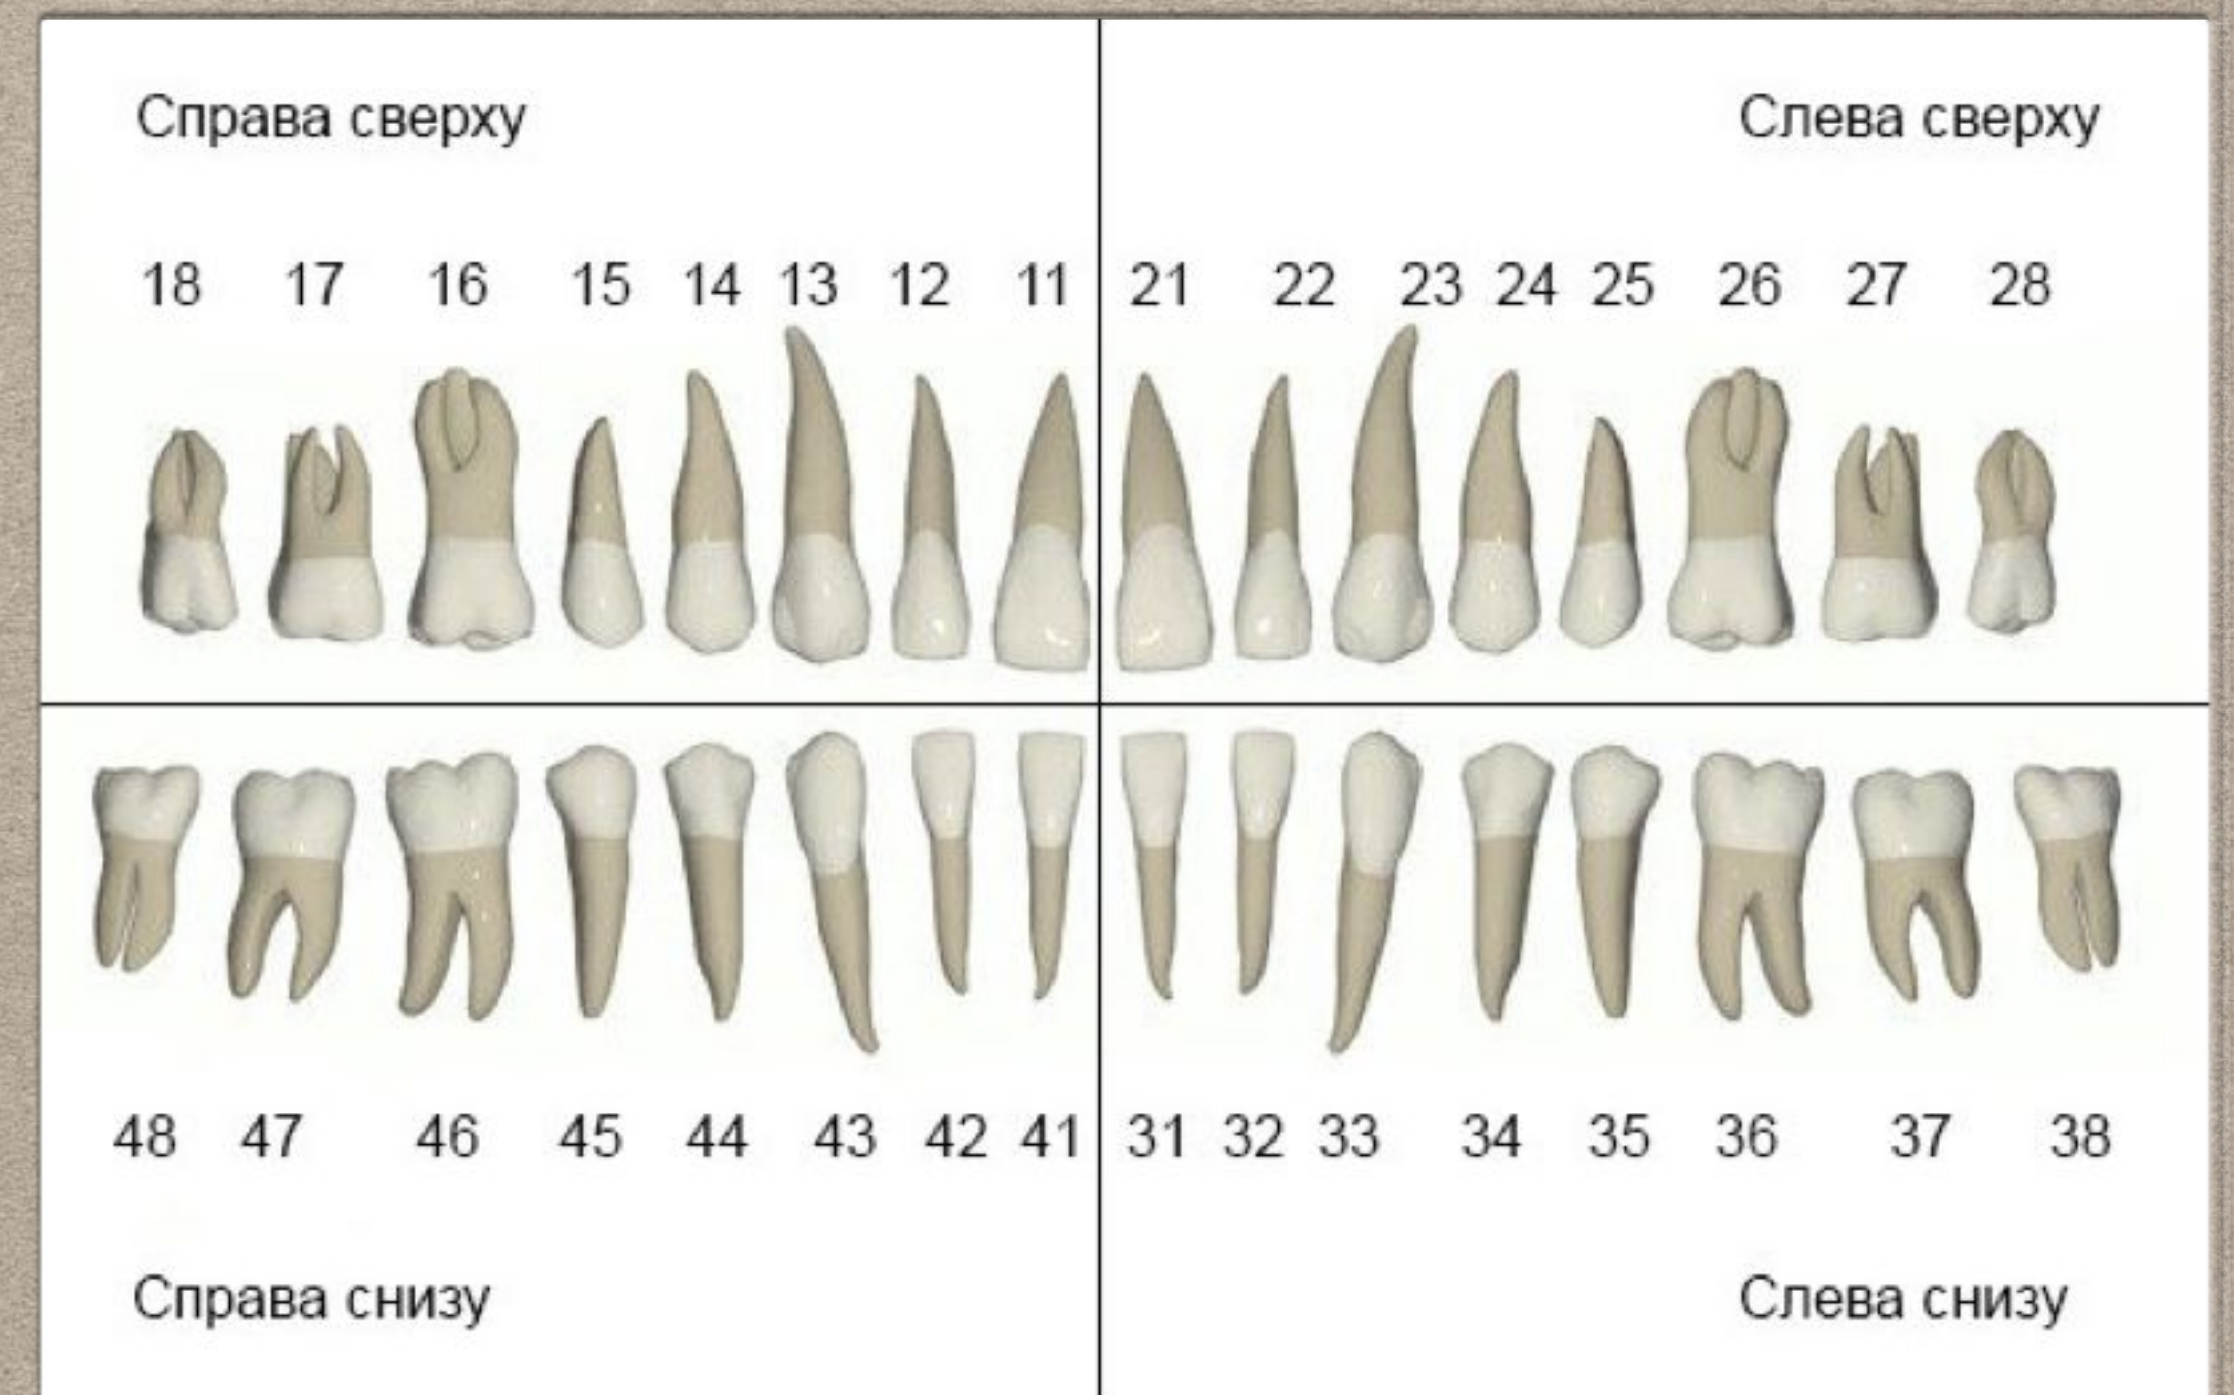 Справа сверху
Слева сверху
18 17 16 15 14 13 12 11 21 22 23 24 25 26 27 28
48 47 46 45 44 43 42 41 31 32 33 34 35 36 37 38
Справа снизу
Слева снизу